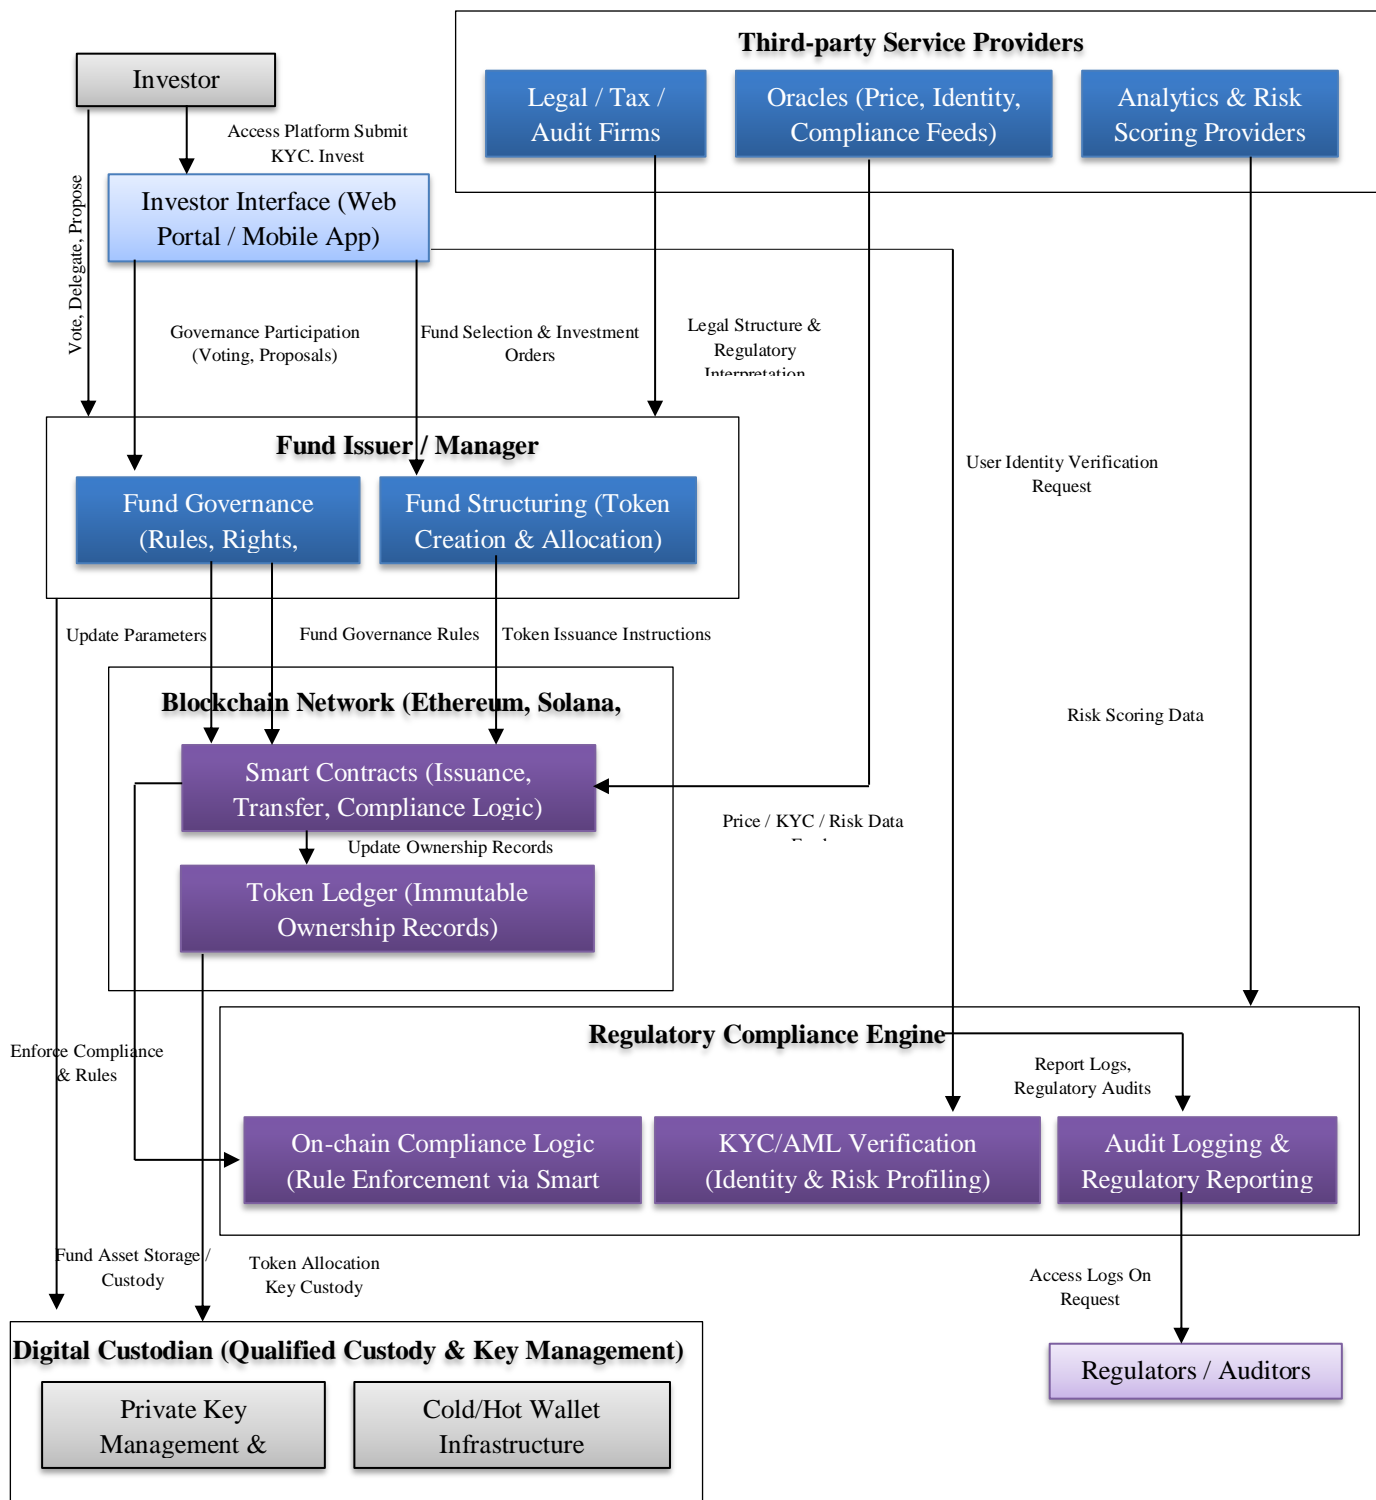 Third-party Service Providers
Investor
Legal / Tax /
Audit Firms
Oracles (Price, Identity,
Compliance Feeds)
Analytics & Risk
Scoring Providers
Access Platform Submit
KYC. Invest
Vote, Delegate, Propose
Investor Interface (Web
Portal / Mobile App)
Governance Participation
(Voting, Proposals)
Fund Selection & Investment
Orders
Legal Structure &
Regulatory
Interpretation
Fund Issuer / Manager
User Identity Verification
Request
Fund Governance
(Rules, Rights,
Fund Structuring (Token
Creation & Allocation)
Update Parameters
Fund Governance Rules
Token Issuance Instructions
Blockchain Network (Ethereum, Solana,
Risk Scoring Data
Smart Contracts (Issuance,
Transfer, Compliance Logic)
Price / KYC / Risk Data
Update Ownership Records
Token Ledger (Immutable
Ownership Records)
Regulatory Compliance Engine
Enforce Compliance
& Rules
Report Logs,
Regulatory Audits
On-chain Compliance Logic
(Rule Enforcement via Smart
KYC/AML Verification
(Identity & Risk Profiling)
Audit Logging &
Regulatory Reporting
Fund Asset Storage /
Custody
Token Allocation
Key Custody
Access Logs On
Request
Digital Custodian (Qualified Custody & Key Management)
Regulators / Auditors
Private Key
Management &
Cold/Hot Wallet
Infrastructure